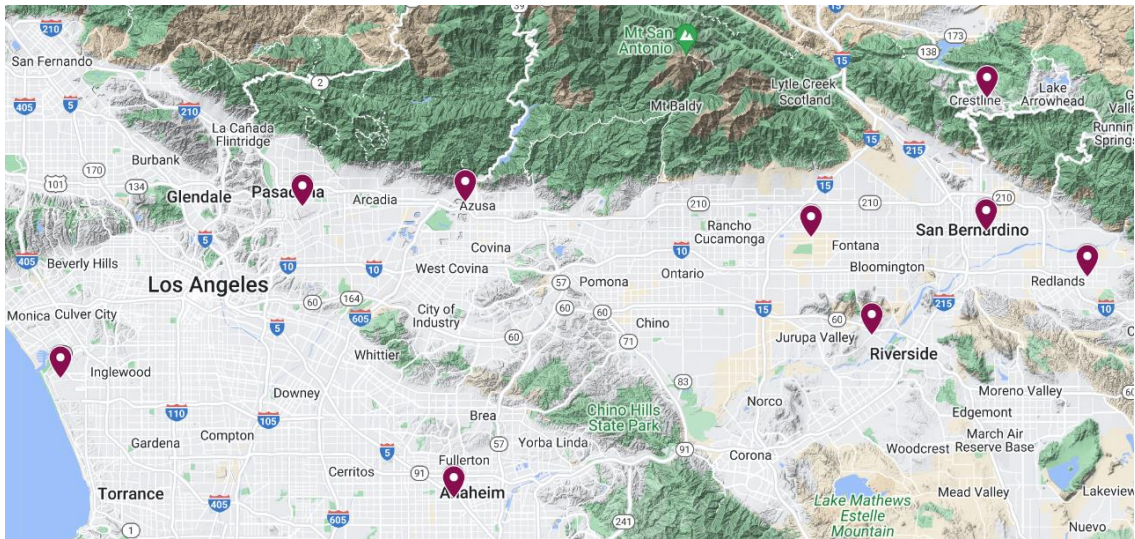 210
39
Mt San
Antonio
15
173
138
San Fernando
2
15
Lytle Creek
Scotland
Crestline
Lake
Arrowhead
405
5
210
Mt Baldy
La Cañada
Flintridge
15
215
Running
Springs
Burbank
170
101
134
Glendale
Pasadena
Arcadia
Azusa
210
15
210
210
Rancho
Cucamonga
San Bernardino
5
Covina
10
Fontana
405
Beverly Hills
10
10
West Covina
Ontario
Bloomington
Redlands
Los Angeles
57
Pomona
60
164
60
60
15
215
10
Monica
Culver City
605
City of
Industry
60
Chino
60
5
71
Jurupa Valley
Whittier
Riverside
Inglewood
Downey
83
Norco
Moreno Valley
60
110
105
Brea
Chino Hills
State Park
Edgemont
Gardena
Compton
57
Yorba Linda
91
March Air
Reserve Base
5
Fullerton
Woodcrest
Cerritos
91
Corona
Torrance
Anaheim
405
Lake Mathews
Estelle
Mountain
Mead Valley
Lakeview
605
241
1
Nuevo